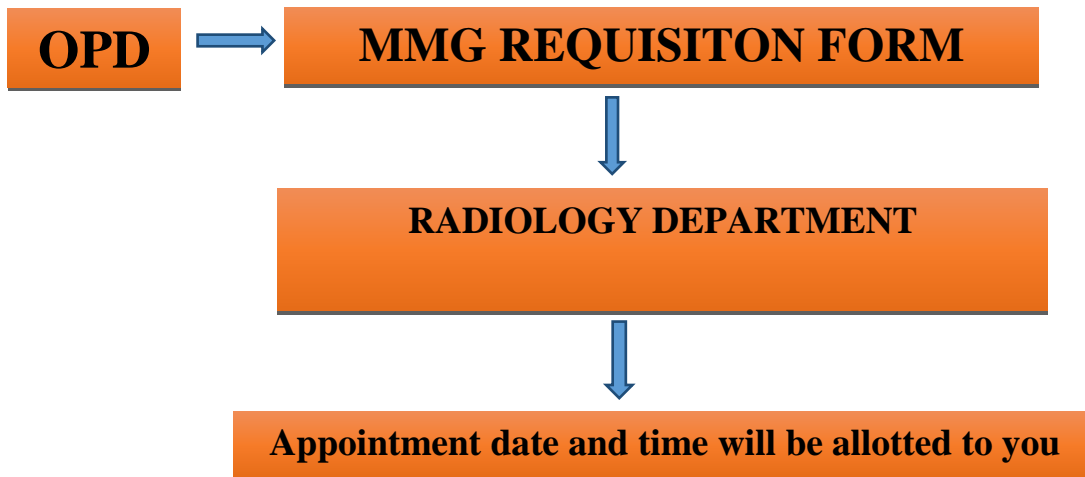 OPD
MMG REQUISITON FORM
RADIOLOGY DEPARTMENT
Appointment date and time will be allotted to you